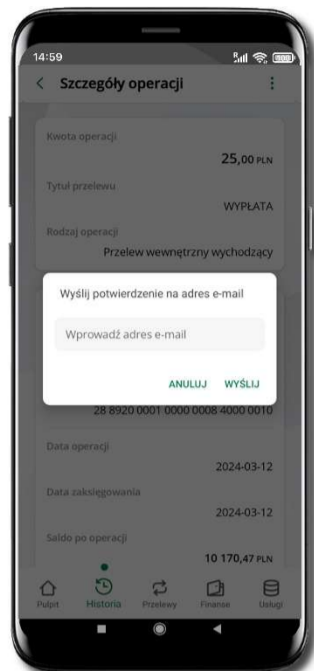 14:59
Szczegóły operacji
Kwota operacji
25,00 PLN
Tytuł przelewu
WYPŁATA
Rodzaj operacji
Przelew wewnętrzny wychodzący
Wyślij potwierdzenie na adres e-mail
Wprowadź adres e-mail
ANULUJ WYŚLIJ
28 8920 0001 0000 0008 4000 0010
Data operacji
2024-03-12
Data zaksięgowania
2024-03-12
Saldo po operacji
10 170,47 PLN
Pulpit Historia Przelewy Finanse Usługi